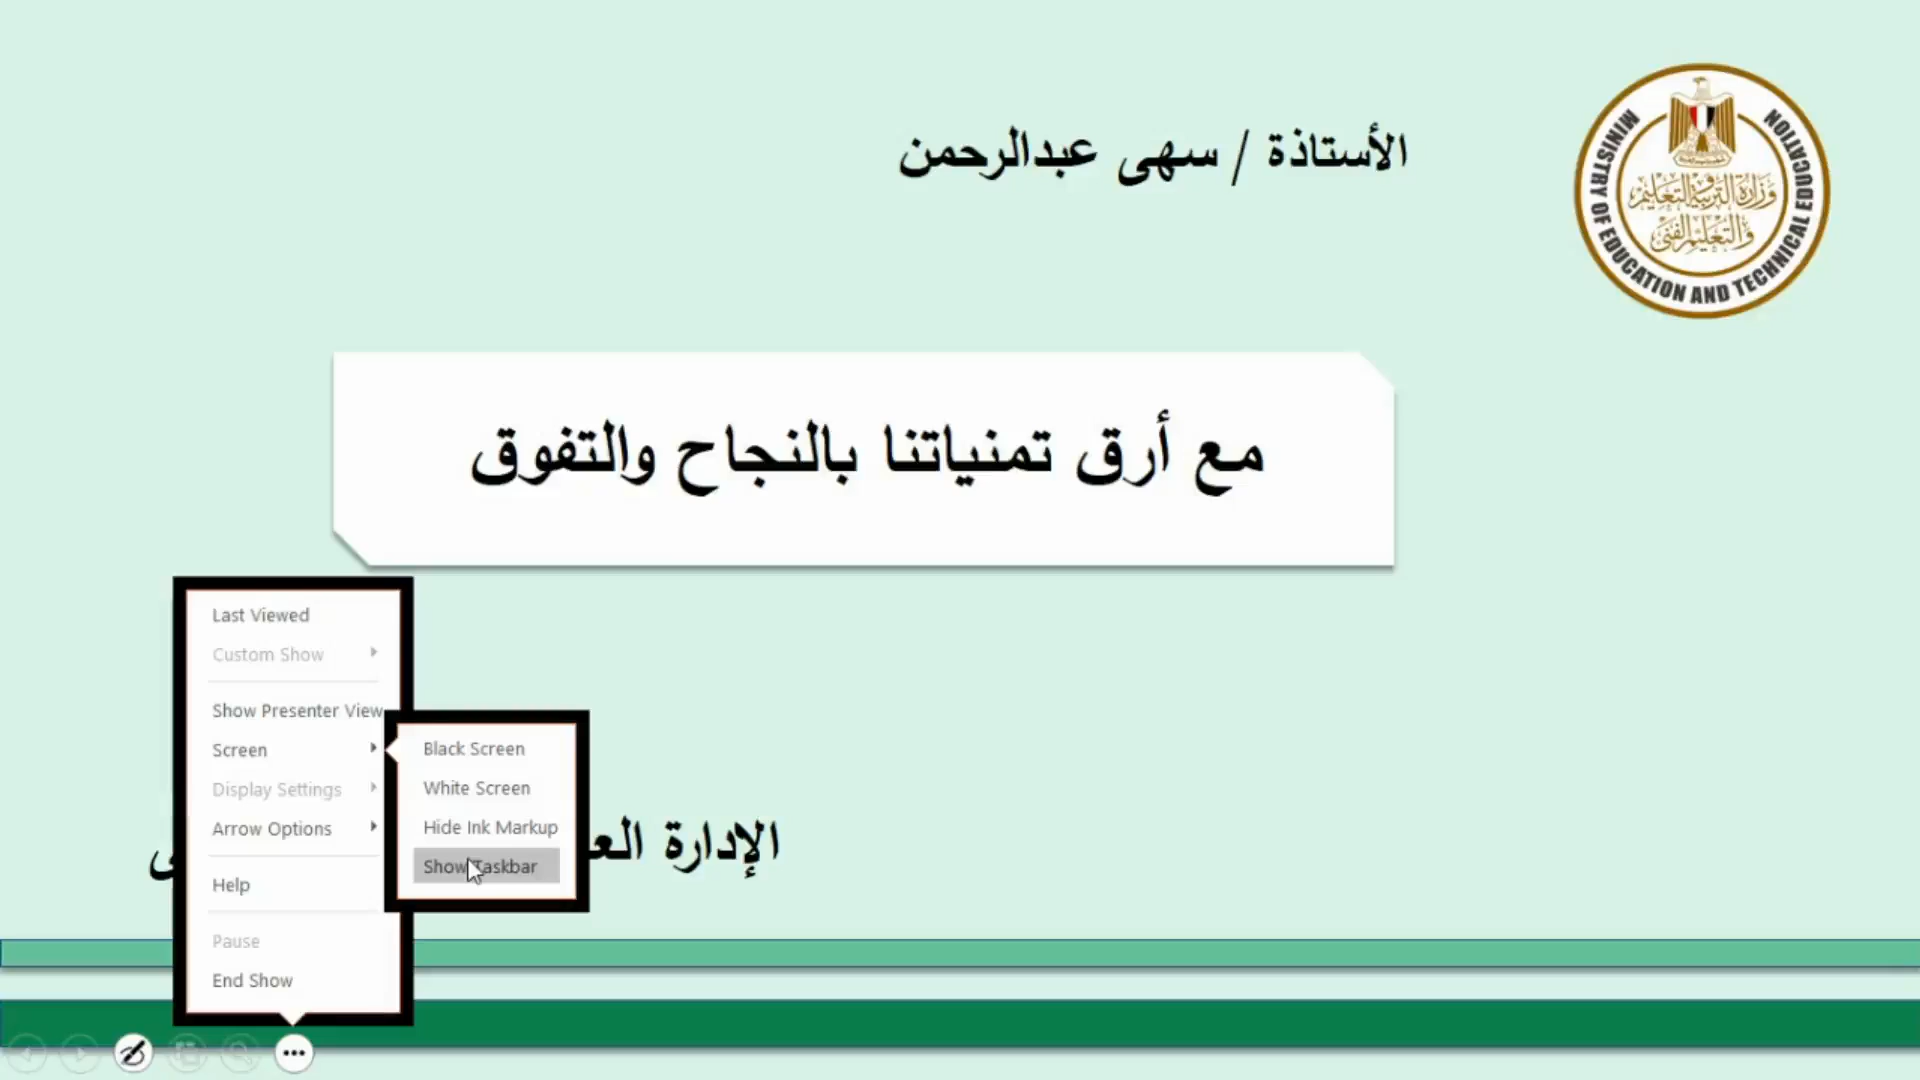 الأستاذة / سهى عبدالرحمن
MINISTRY OF EDUCATION AND TECHNICAL EDUCATION
وزارة التربية والتعليم
والتعليم الفني
مع أرق تمنياتنا بالنجاح والتفوق
Last Viewed
Custom Show
Show Presenter View
Screen
Display Settings
Arrow Options
Help
Pause
End Show
Black Screen
White Screen
Hide Ink Markup
Show Taskbar
الإدارة